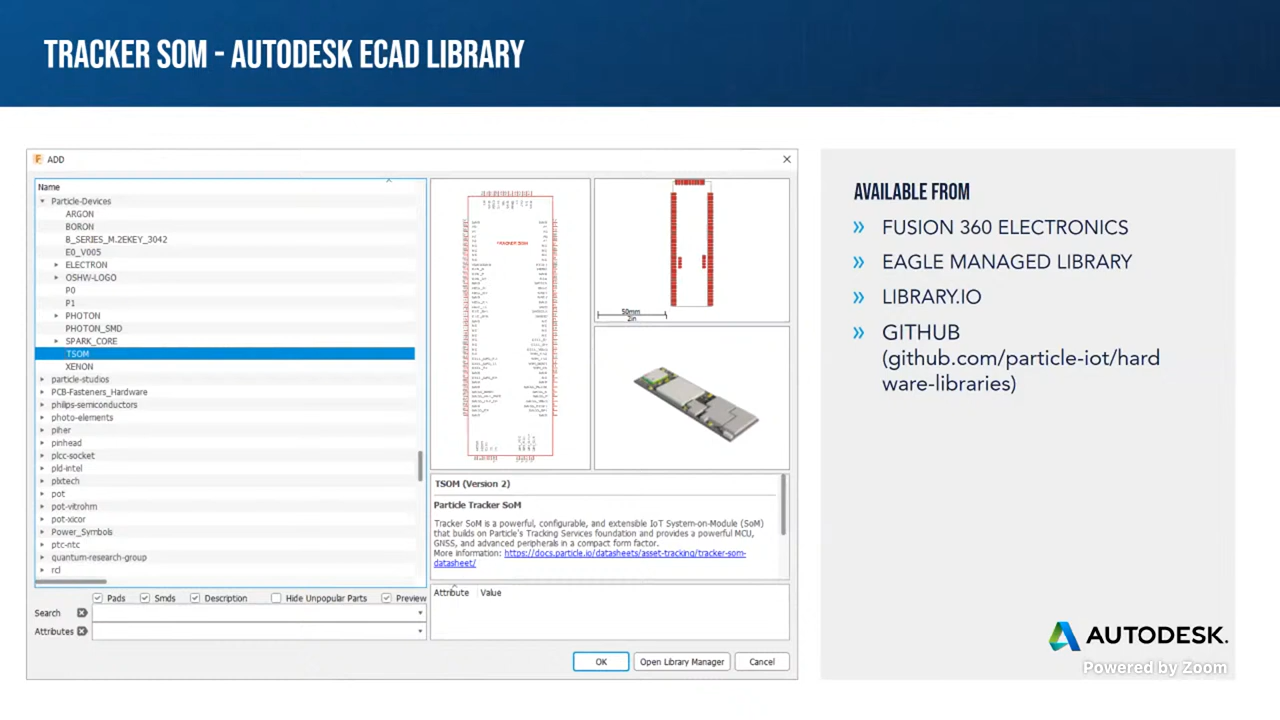 TRACKER SOM - AUTODESK ECAD LIBRARY
ADD
Name
Particle-Devices
ARGON
BORON
B_SERIES_M.2EKEY_3042
E0_V005
ELECTRON
OSHW-LOGO
P0
P1
PHOTON
PHOTON_SMD
SPARK_CORE
TSOM
XENON
particle-studios
PCB-Fasteners_Hardware
philips-semiconductors
photo-elements
piher
pinhead
plcc-socket
pld-intel
plxtech
pot
pot-vitrohm
pot-xicor
Power_Symbols
ptc-ntc
quantum-research-group
rcl
Pads Smds Description Hide Unpopular Parts Preview
Search
Attributes
TRACKER SOM
50mm
2in
TSOM (Version 2)
Particle Tracker SoM
Tracker SoM is a powerful, configurable, and extensible IoT System-on-Module (SoM)
that builds on Particle's Tracking Services foundation and provides a powerful MCU,
GNSS, and advanced peripherals in a compact form factor.
More information: https://docs.particle.io/datasheets/asset-tracking/tracker-som-
datasheet/
Attribute Value
OK Open Library Manager Cancel
AVAILABLE FROM
» FUSION 360 ELECTRONICS
» EAGLE MANAGED LIBRARY
» LIBRARY.IO
» GITHUB
(github.com/particle-iot/hard
ware-libraries)
AUTODESK.
Powered by Zoom